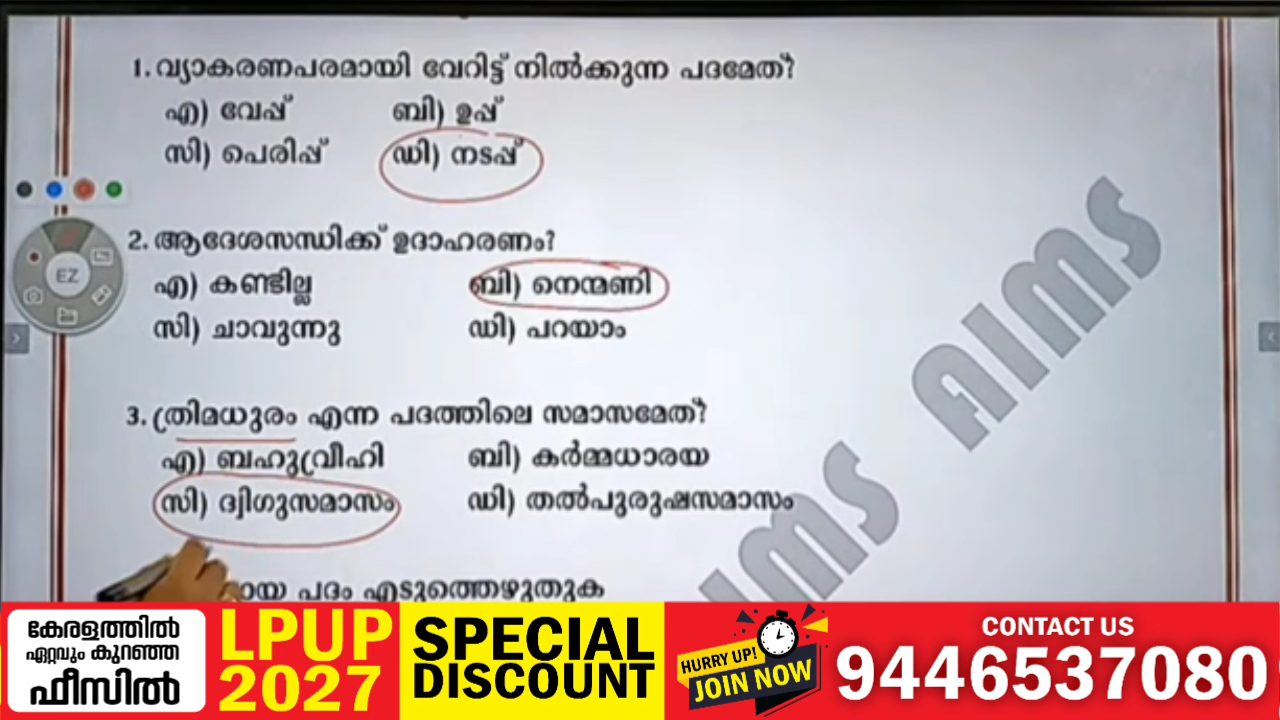 1. വ്യാകരണപരമായി വേറിട്ട് നിൽക്കുന്ന പദമേത്?
എ) വേപ്പ് ബി) ഉപ്പ്
സി) പെരിപ്പ് ഡി) നടപ്പ്
2. ആദേശസന്ധിക്ക് ഉദാഹരണം?
എ) കണ്ടില്ല ബി) നെന്മണി
സി) ചാവുന്നു ഡി) പറയാം
3. ത്രിമധുരം എന്ന പദത്തിലെ സമാസമേത്?
എ) ബഹുവ്രീഹി ബി) കർമ്മധാരയ
സി) ദ്വിഗുസമാസം ഡി) തൽപുരുഷസമാസം
പദം എടുത്തെഴുതുക
EZ
AIMS
കേരളത്തിൽ
ഏറ്റവും കുറഞ്ഞ
ഫീസിൽ
LPUP
2027
SPECIAL
DISCOUNT
HURRY UP!
JOIN NOW
CONTACT US
9446537080